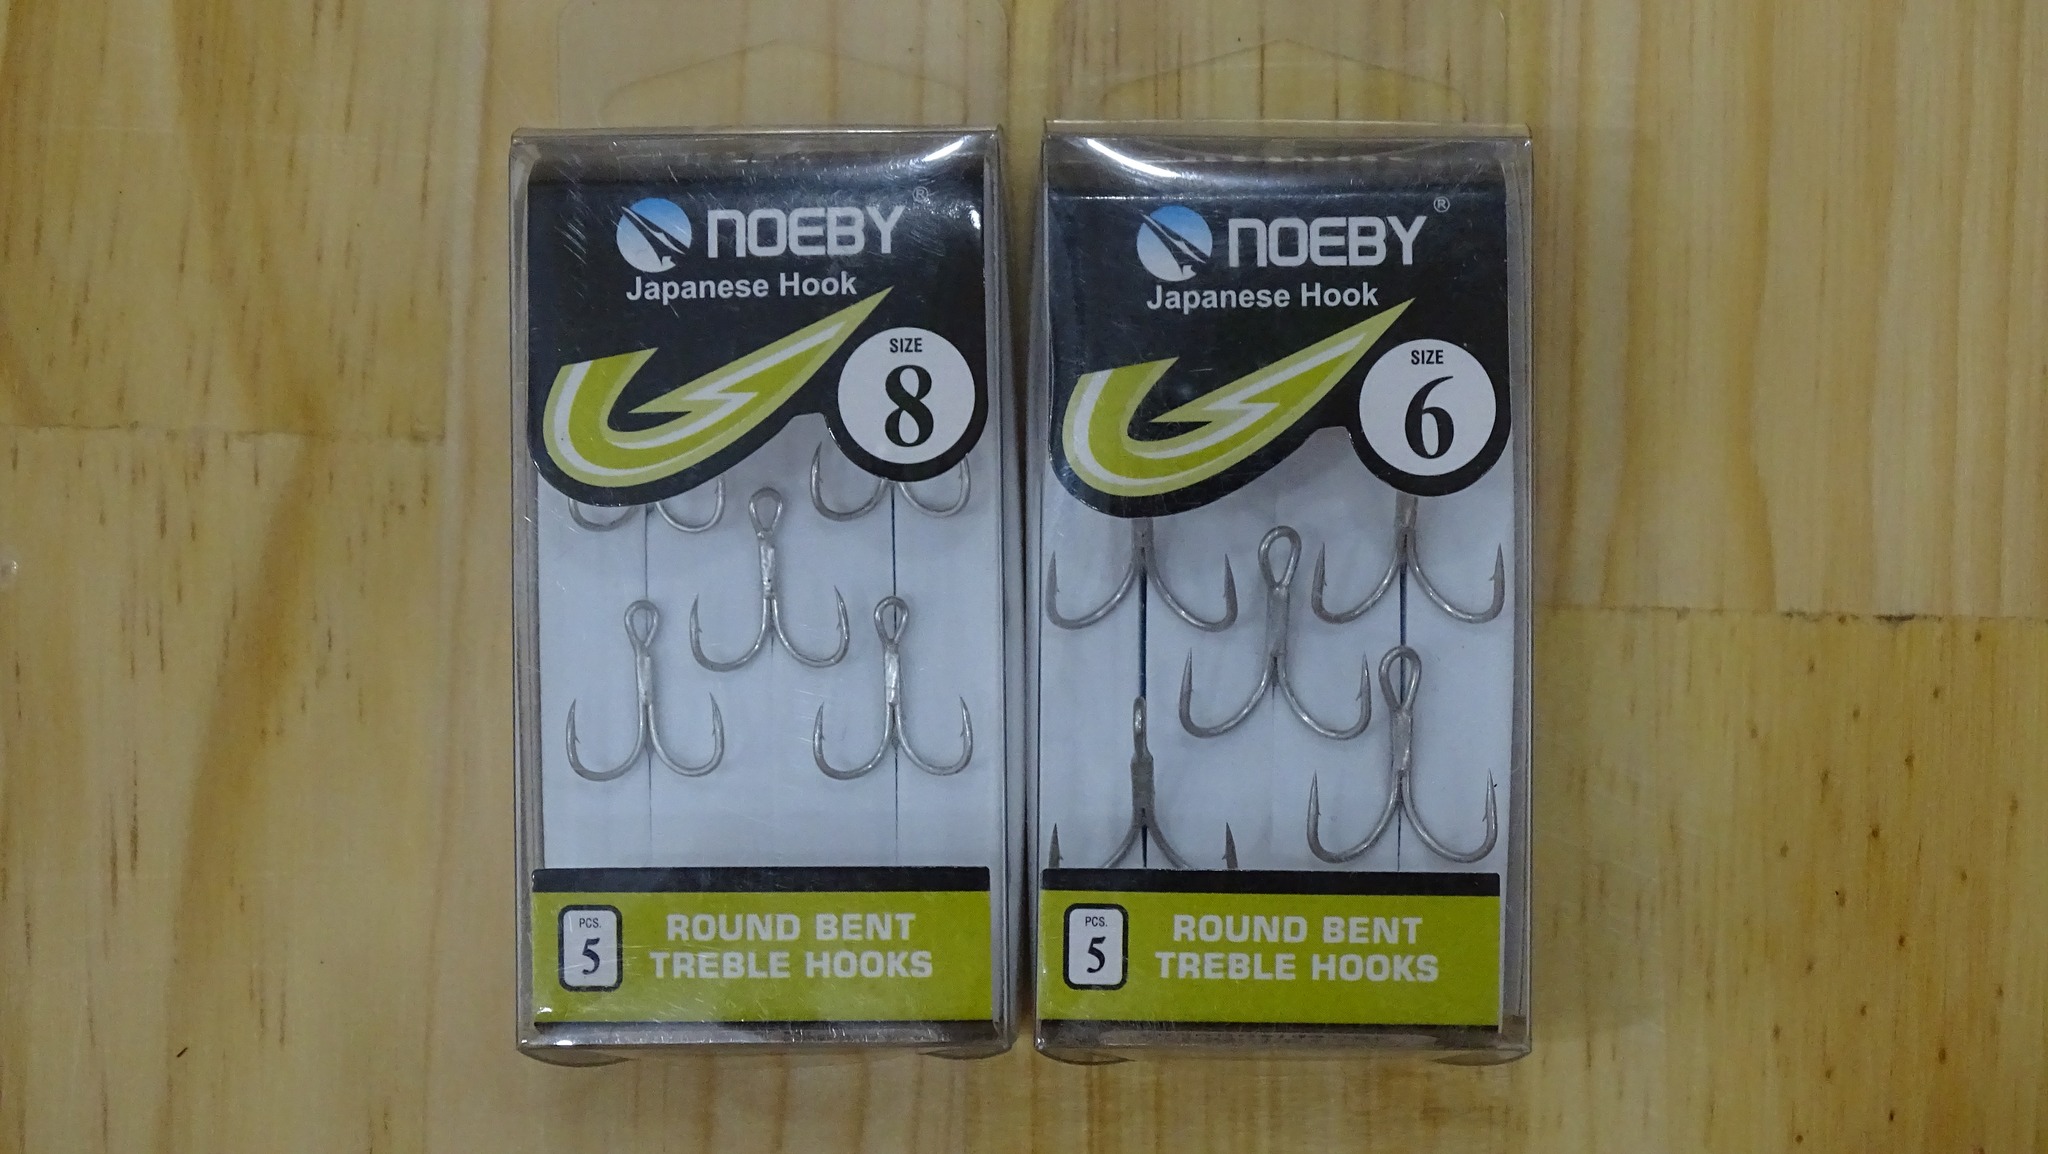 NOEBY®
Japanese Hook
SIZE
8
PCS.
5
ROUND BENT
TREBLE HOOKS
NOEBY®
Japanese Hook
SIZE
6
PCS.
5
ROUND BENT
TREBLE HOOKS